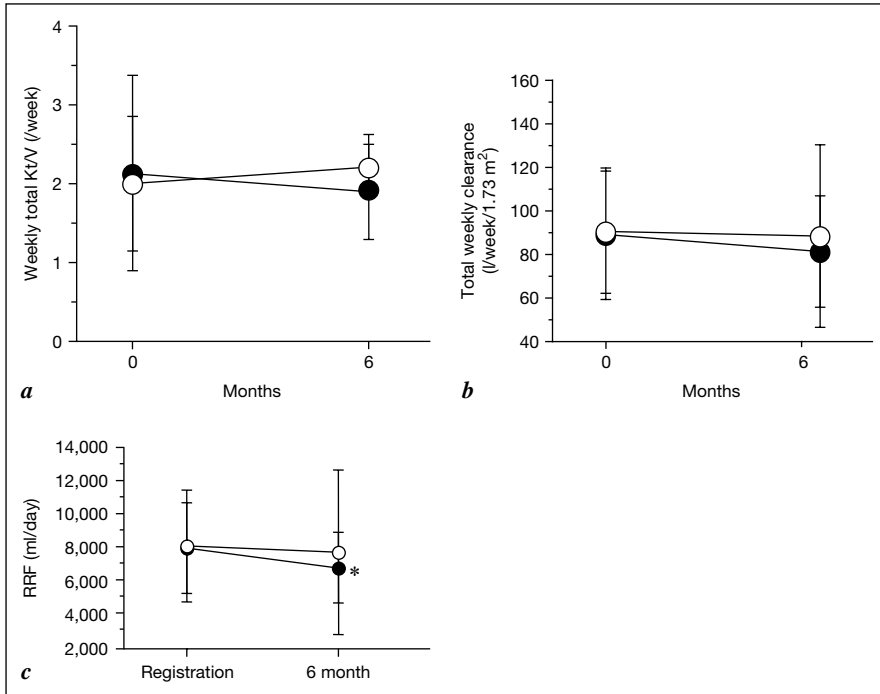 4
3
2
1
0
Weekly total Kt/V (/week)
0
6
Months
a
160
140
120
100
80
60
40
Total weekly clearance
(l/week/1.73 m²)
0
6
Months
b
14,000
12,000
10,000
8,000
6,000
4,000
2,000
RRF (ml/day)
*
Registration
6 month
c